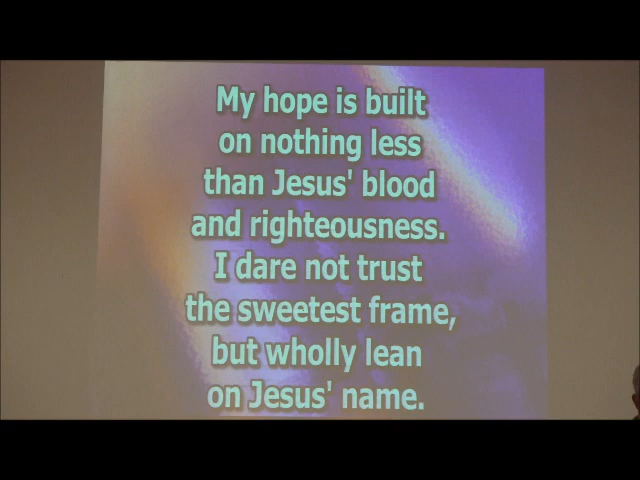 My hope is built
on nothing less
than Jesus' blood
and righteousness.
I dare not trust
the sweetest frame,
but wholly lean
on Jesus' name.